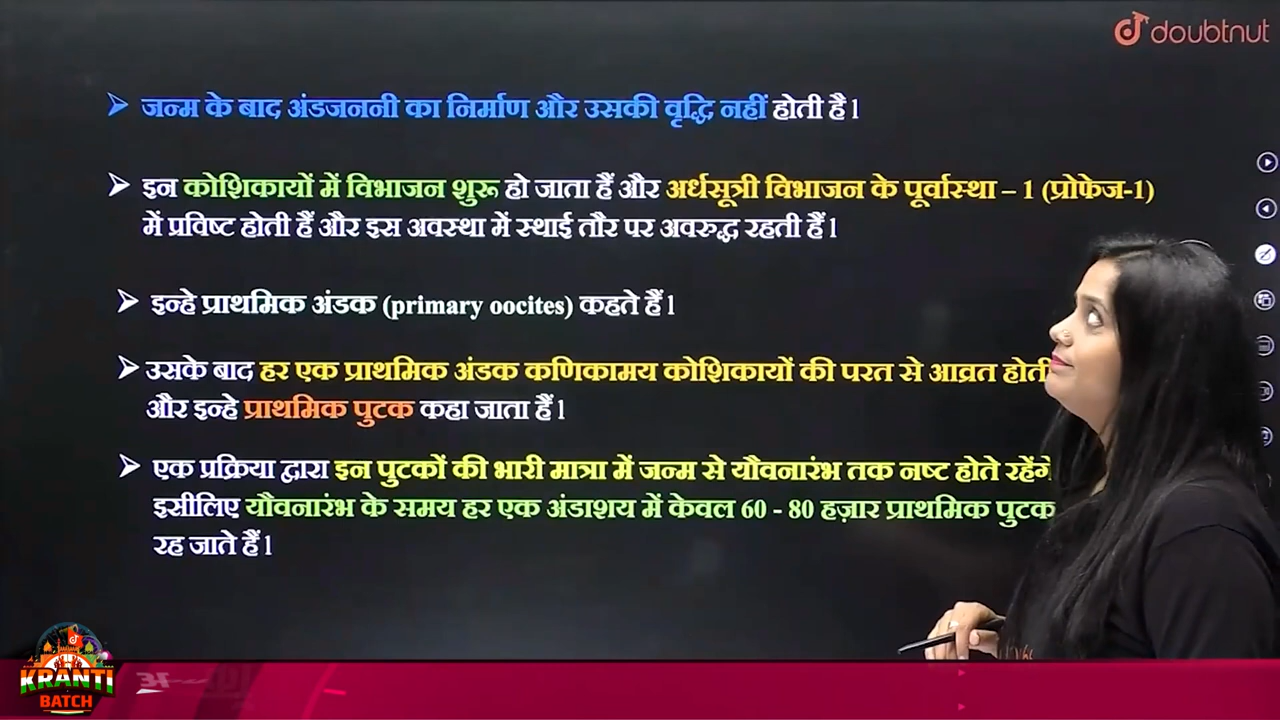 doubtnut
जन्म के बाद अंडजननी का निर्माण और उसकी वृद्धि नहीं होती हैं l
इन कोशिकायों में विभाजन शुरू हो जाता हैं और अर्धसूत्री विभाजन के पूर्वास्था – 1 (प्रोफेज-1)
में प्रविष्ट होती हैं और इस अवस्था में स्थाई तौर पर अवरुद्ध रहती हैं l
इन्हे प्राथमिक अंडक (primary oocites) कहते हैं l
उसके बाद हर एक प्राथमिक अंडक कणिकामय कोशिकायों की परत से आव्रत होती
और इन्हे प्राथमिक पुटक कहा जाता हैं l
एक प्रक्रिया द्वारा इन पुटकों की भारी मात्रा में जन्म से यौवनारंभ तक नष्ट होते रहेंगे
इसीलिए यौवनारंभ के समय हर एक अंडाशय में केवल 60 - 80 हज़ार प्राथमिक पुटक
रह जाते हैं l
KRANTI
BATCH